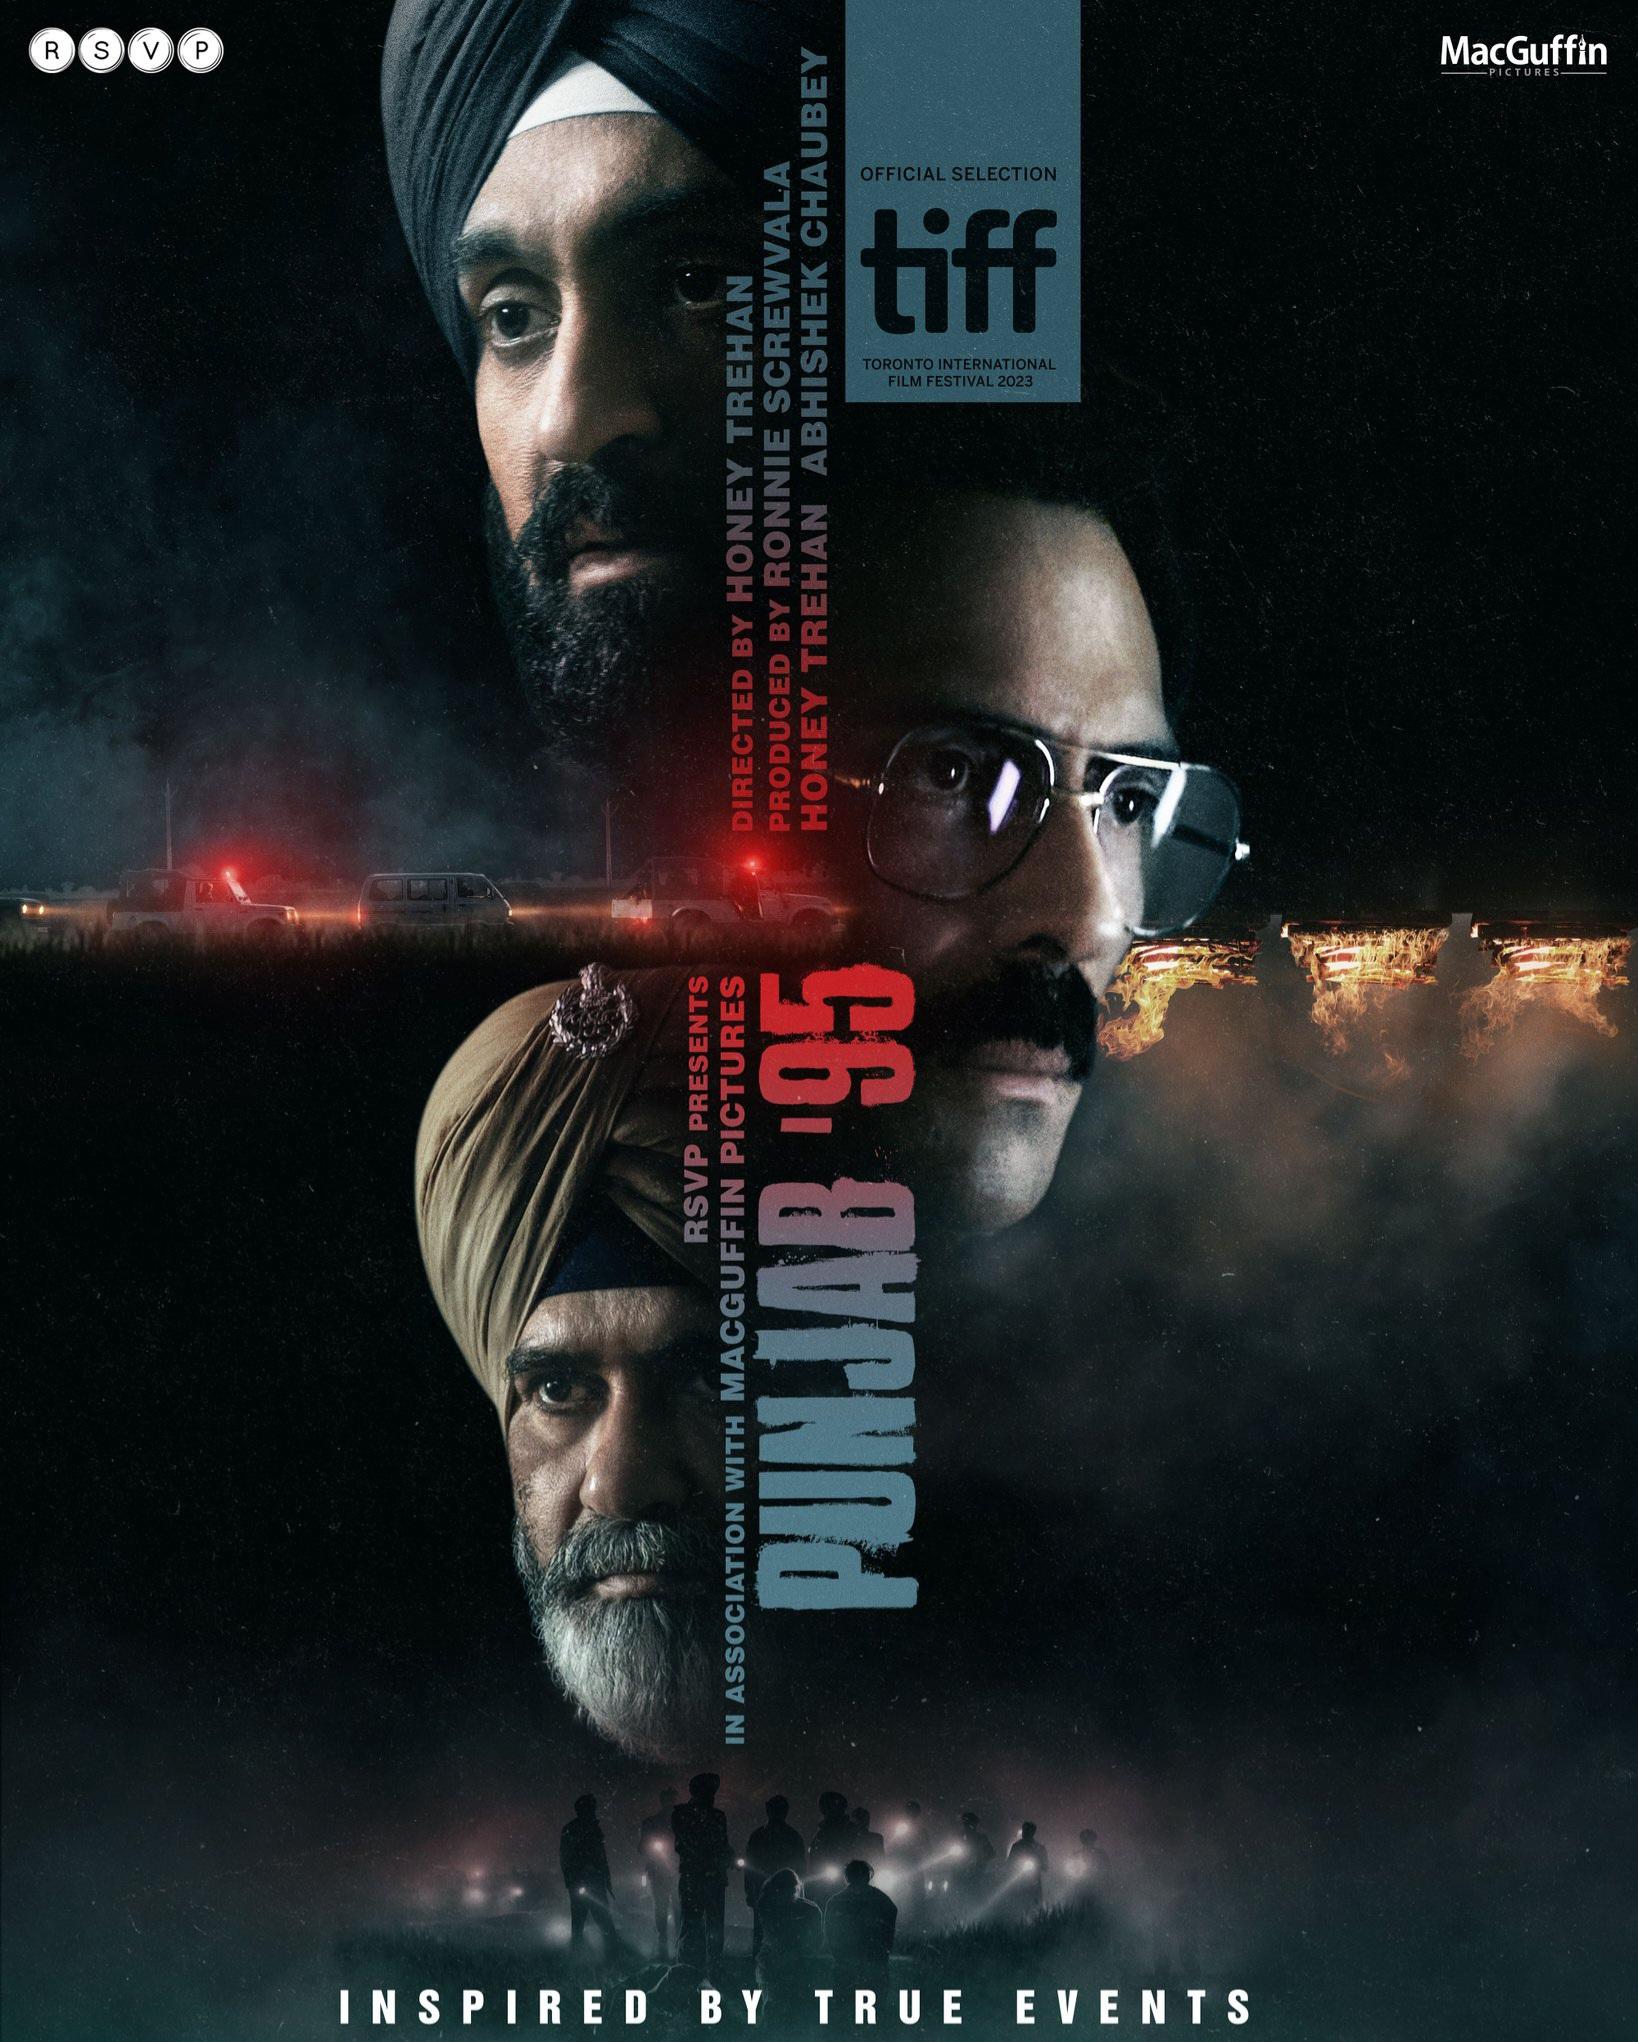 R S V P
MacGuffin
PICTURES
OFFICIAL SELECTION
tiff
TORONTO INTERNATIONAL
FILM FESTIVAL 2023
DIRECTED BY HONEY TREHAN
PRODUCED BY RONNIE SCREWVALA
HONEY TREHAN ABHISHEK CHAUBEY
RSVP PRESENTS
IN ASSOCIATION WITH MACGUFFIN PICTURES
PUNJAB '95
INSPIRED BY TRUE EVENTS